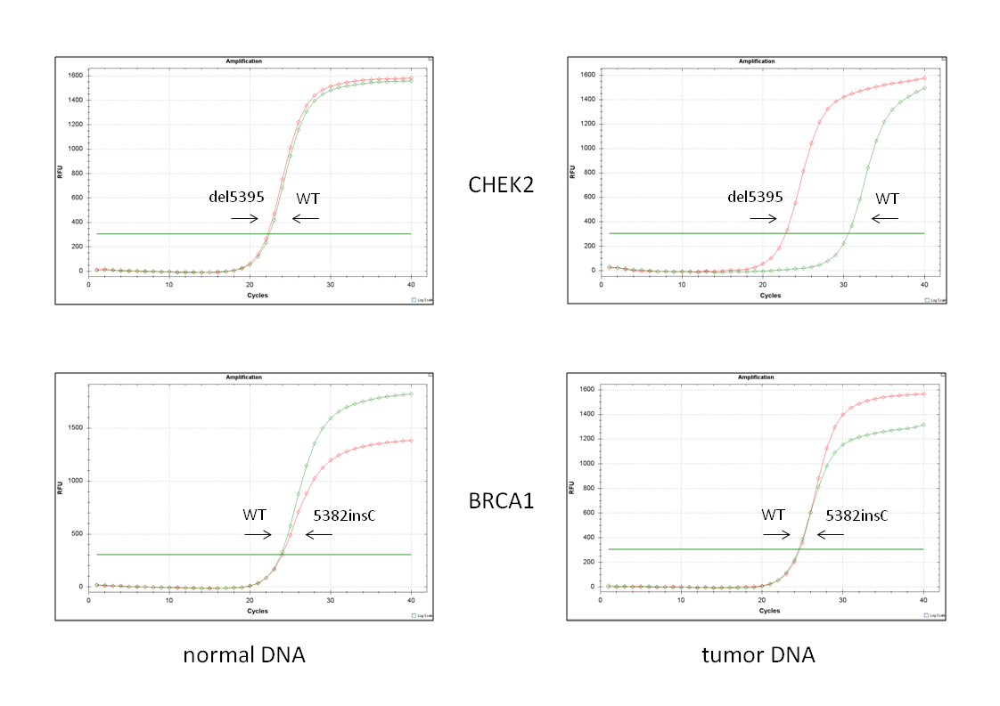 Amplification
1600
1400
1200
1000
800
600
400
200
0
RFU
del5395
WT
0
10
20
30
40
Cycles
Log Scale
CHEK2
Amplification
1600
1400
1200
1000
800
600
400
200
0
RFU
del5395
WT
0
10
20
30
40
Cycles
Log Scale
Amplification
1500
1000
500
0
RFU
WT
5382insC
0
10
20
30
40
Cycles
Log Scale
BRCA1
Amplification
1600
1400
1200
1000
800
600
400
200
0
RFU
WT
5382insC
0
10
20
30
40
Cycles
Log Scale
normal DNA
tumor DNA